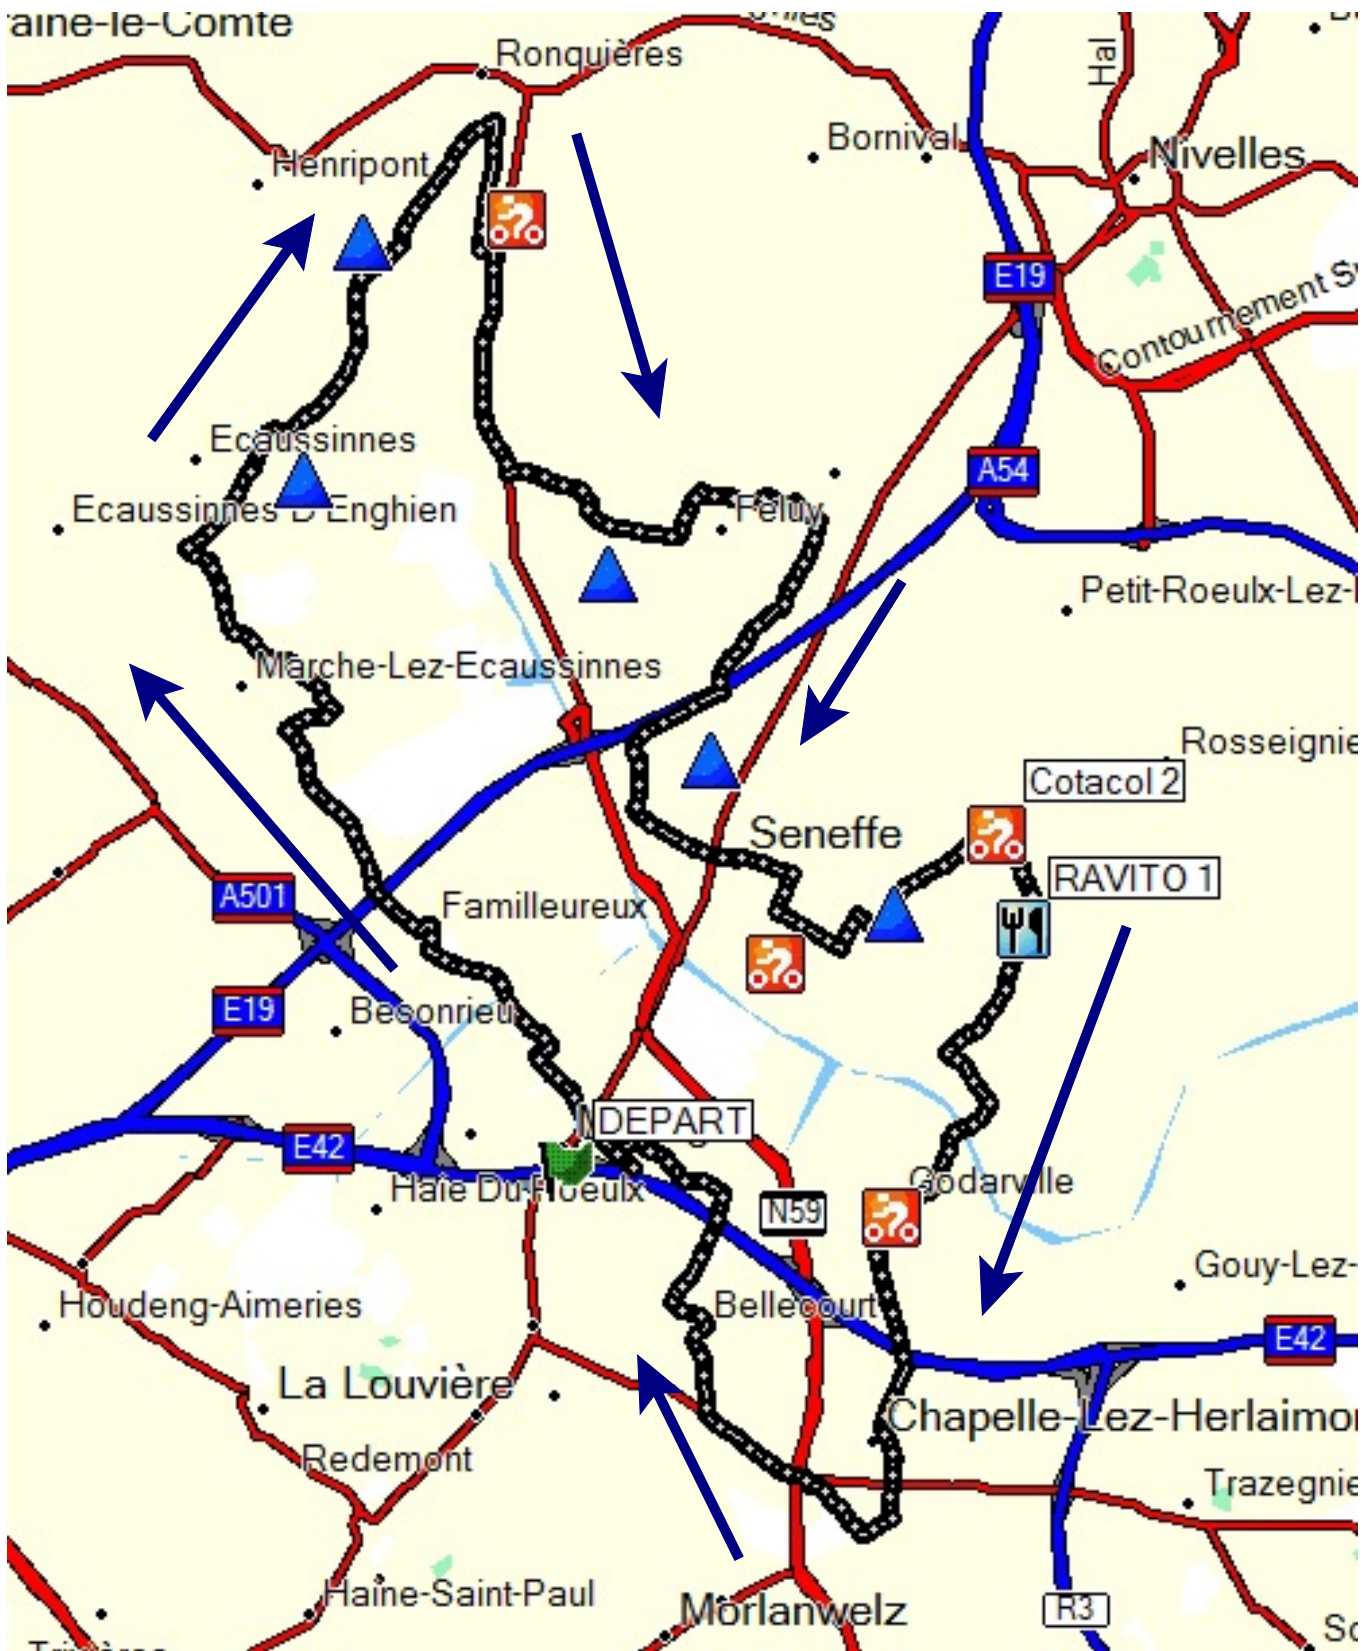 aine-le-Comte
Ronquières
Hal
Bornival
Nivelles
Henripont
E19
Contournement S
Ecaussinnes
A54
Ecaussinnes D'Enghien
Feluy
Petit-Roeulx-Lez-
Marche-Lez-Ecaussinnes
Rosseignie
Cotacol 2
Seneffe
RAVITO 1
A501
Familleureux
E19
Besonrieu
DEPART
E42
Haie Du Roeulx
Godarville
N59
Gouy-Lez-
Houdeng-Aimeries
Bellecourt
E42
La Louvière
Chapelle-Lez-Herlaimo
Redemont
Trazegnie
Haine-Saint-Paul
Morlanwelz
R3